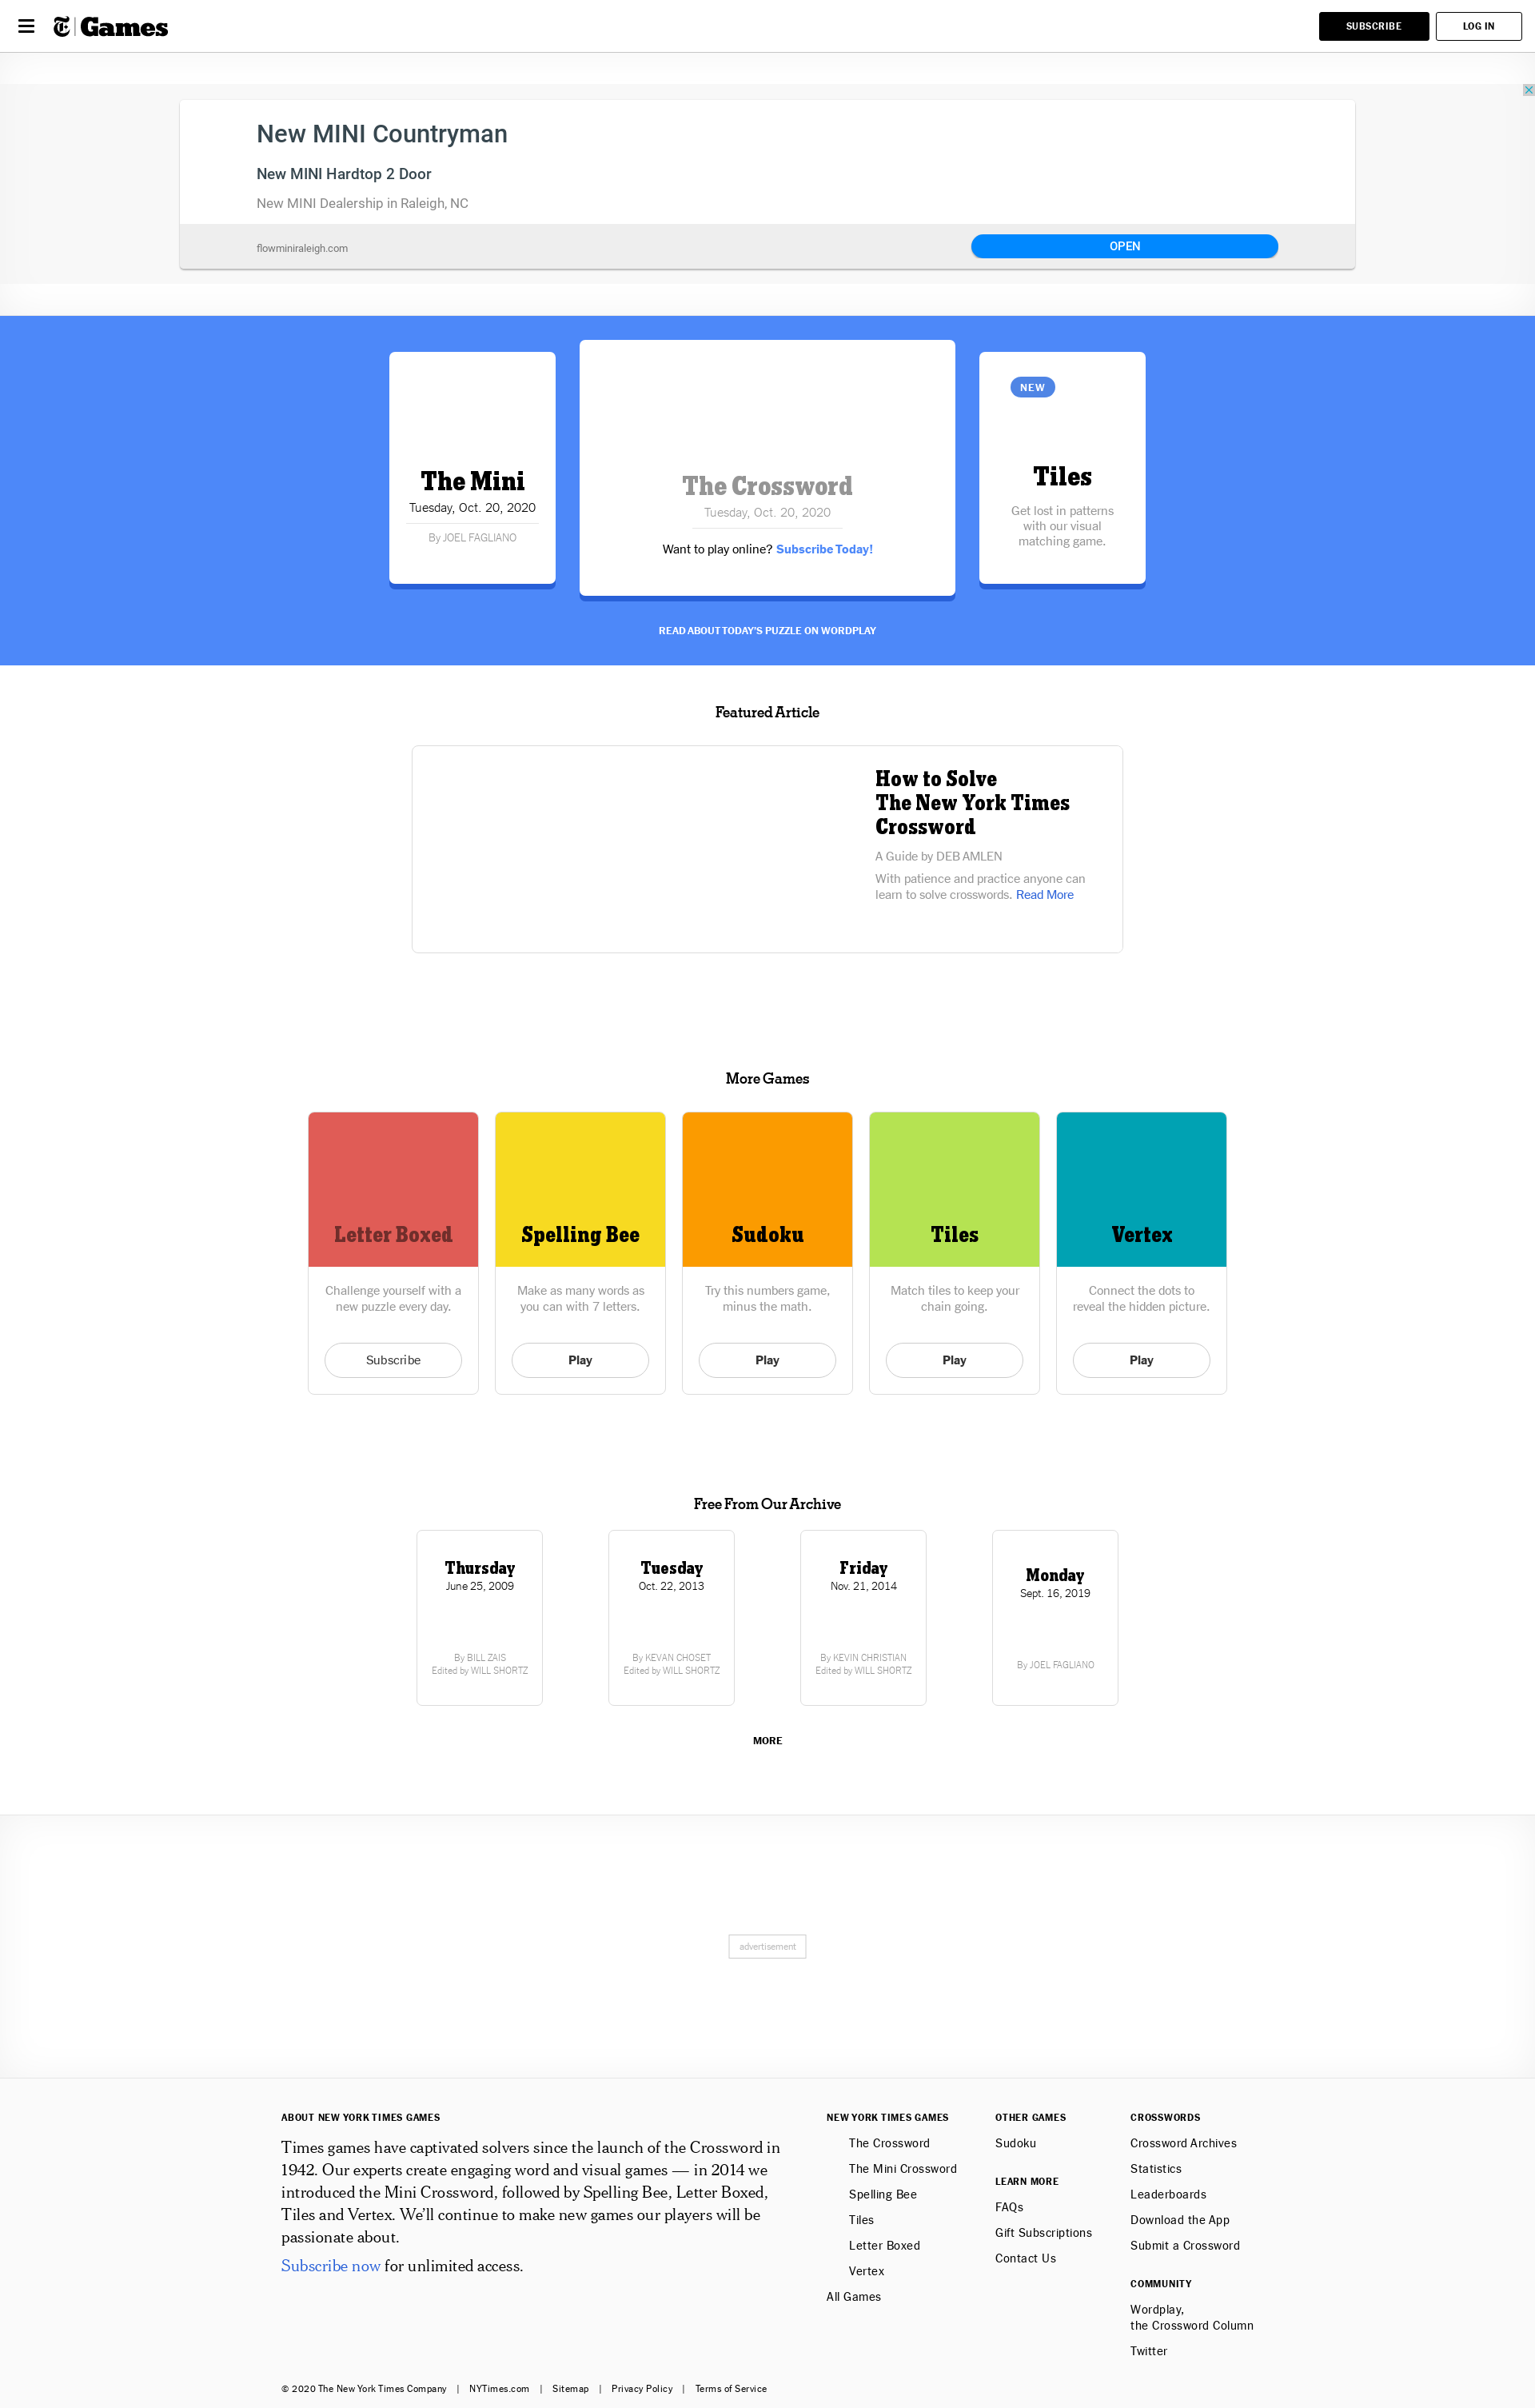 T Games
SUBSCRIBE
LOG IN
New MINI Countryman
New MINI Hardtop 2 Door
New MINI Dealership in Raleigh, NC
flowminiraleigh.com
OPEN
The Mini
Tuesday, Oct. 20, 2020
By JOEL FAGLIANO
The Crossword
Tuesday, Oct. 20, 2020
Want to play online? Subscribe Today!
NEW
Tiles
Get lost in patterns
with our visual
matching game.
READ ABOUT TODAY'S PUZZLE ON WORDPLAY
Featured Article
How to Solve
The New York Times
Crossword
A Guide by DEB AMLEN
With patience and practice anyone can
learn to solve crosswords. Read More
More Games
Letter Boxed
Challenge yourself with a
new puzzle every day.
Subscribe
Spelling Bee
Make as many words as
you can with 7 letters.
Play
Sudoku
Try this numbers game,
minus the math.
Play
Tiles
Match tiles to keep your
chain going.
Play
Vertex
Connect the dots to
reveal the hidden picture.
Play
Free From Our Archive
Thursday
June 25, 2009
By BILL ZAIS
Edited by WILL SHORTZ
Tuesday
Oct. 22, 2013
By KEVAN CHOSET
Edited by WILL SHORTZ
Friday
Nov. 21, 2014
By KEVIN CHRISTIAN
Edited by WILL SHORTZ
Monday
Sept. 16, 2019
By JOEL FAGLIANO
MORE
advertisement
ABOUT NEW YORK TIMES GAMES
Times games have captivated solvers since the launch of the Crossword in
1942. Our experts create engaging word and visual games — in 2014 we
introduced the Mini Crossword, followed by Spelling Bee, Letter Boxed,
Tiles and Vertex. We'll continue to make new games our players will be
passionate about.
Subscribe now for unlimited access.
NEW YORK TIMES GAMES
The Crossword
The Mini Crossword
Spelling Bee
Tiles
Letter Boxed
Vertex
All Games
OTHER GAMES
Sudoku
LEARN MORE
FAQs
Gift Subscriptions
Contact Us
CROSSWORDS
Crossword Archives
Statistics
Leaderboards
Download the App
Submit a Crossword
COMMUNITY
Wordplay,
the Crossword Column
Twitter
© 2020 The New York Times Company | NYTimes.com | Sitemap | Privacy Policy | Terms of Service